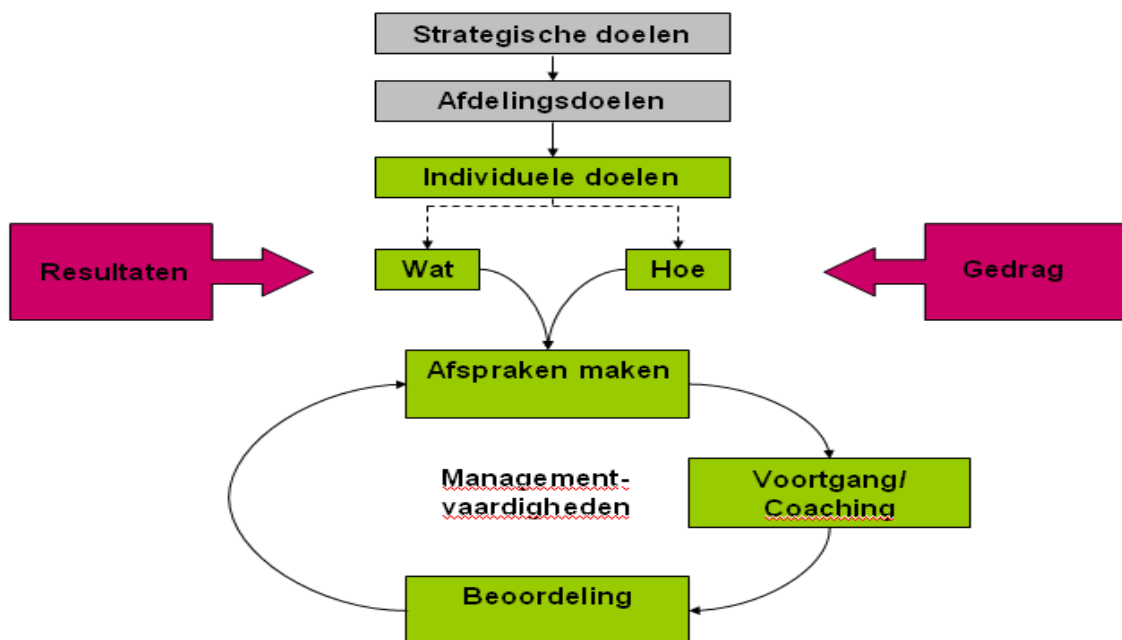 Strategische doelen
Afdelingsdoelen
Individuele doelen
Resultaten
Wat
Hoe
Gedrag
Afspraken maken
Management-
vaardigheden
Voortgang/
Coaching
Beoordeling